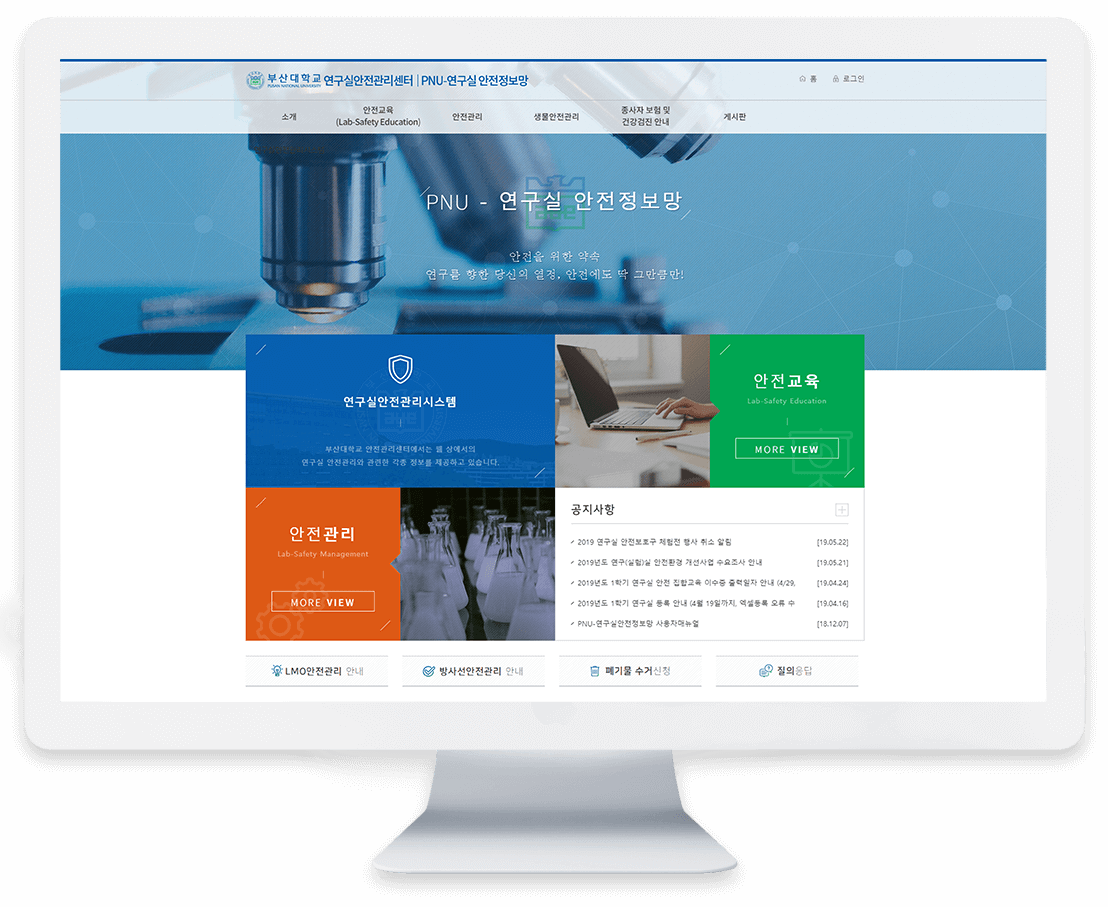 부산대학교 연구실안전관리센터 | PNU-연구실 안전정보망
PUSAN NATIONAL UNIVERSITY
홈 로그인
소개
안전교육
(Lab-Safety Education)
안전관리
생물안전관리
종사자 보험 및
건강검진 안내
게시판
PNU - 연구실 안전정보망
안전을 위한 약속
연구를 향한 당신의 열정, 안전에도 딱 그만큼만!
연구실안전관리시스템
부산대학교 안전관리센터에서는 웹 상에서의
연구실 안전관리와 관련한 각종 정보를 제공하고 있습니다.
안전교육
Lab-Safety Education
MORE VIEW
안전관리
Lab-Safety Management
MORE VIEW
공지사항
2019 연구실 안전보호구 체험전 행사 취소 알림 [19.05.22]
2019년도 연구(실험)실 안전환경 개선사업 수요조사 안내 [19.05.21]
2019년도 1학기 연구실 안전 집합교육 이수증 출력일자 안내 (4/29, [19.04.24]
2019년도 1학기 연구실 등록 안내 (4월 19일까지, 엑셀등록 오류 수 [19.04.16]
PNU-연구실안전정보망 사용자매뉴얼 [18.12.07]
LMO안전관리 안내
방사선안전관리 안내
폐기물 수거신청
질의응답